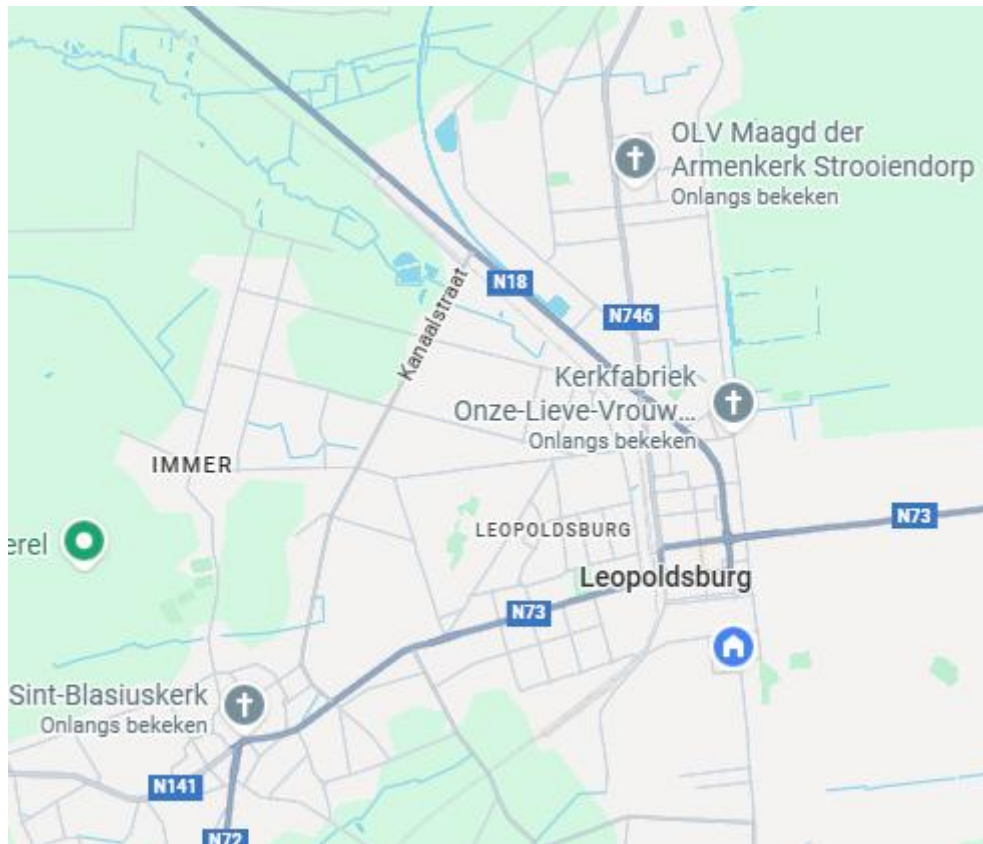 OLV Maagd der
Armenkerk Strooiendorp
Onlangs bekeken
N18
N746
Kanaalstraat
Kerkfabriek
Onze-Lieve-Vrouw...
Onlangs bekeken
IMMER
N73
LEOPOLDSBURG
erel
Leopoldsburg
N73
Sint-Blasiuskerk
Onlangs bekeken
N141
N72